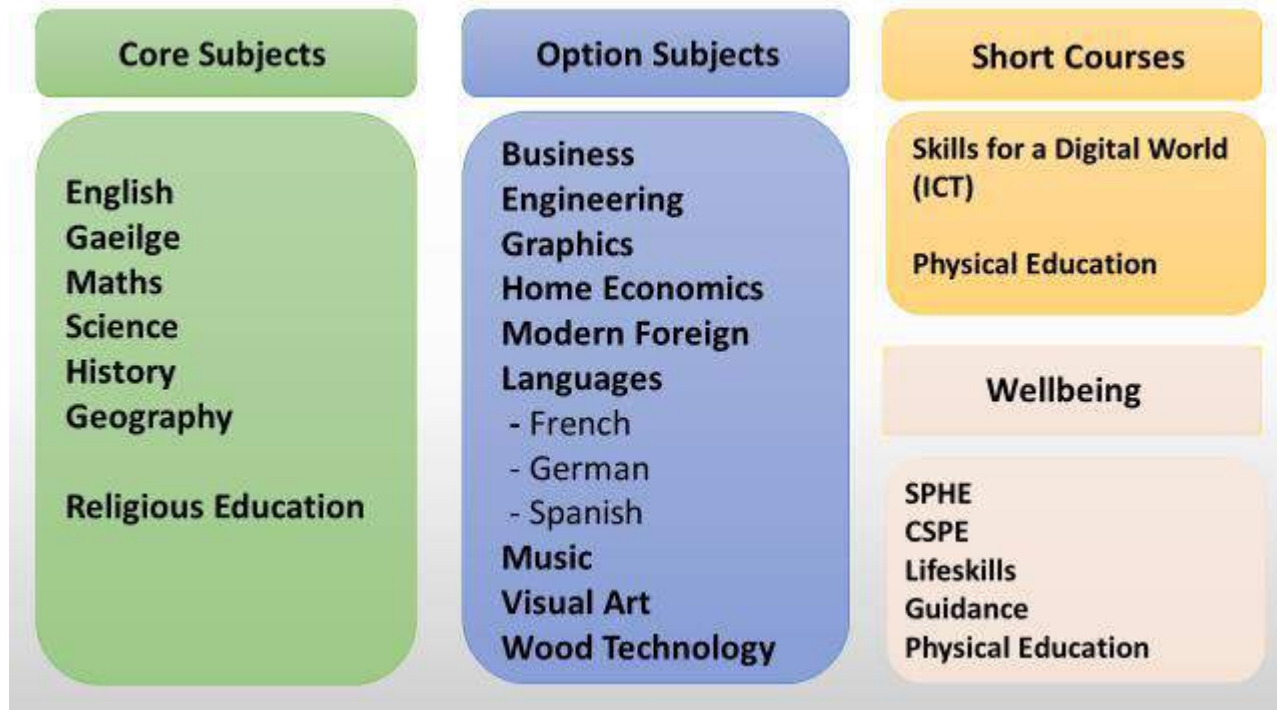 Core Subjects
English
Gaeilge
Maths
Science
History
Geography
Religious Education
Option Subjects
Business
Engineering
Graphics
Home Economics
Modern Foreign
Languages
- French
- German
- Spanish
Music
Visual Art
Wood Technology
Short Courses
Skills for a Digital World
(ICT)
Physical Education
Wellbeing
SPHE
CSPE
Lifeskills
Guidance
Physical Education